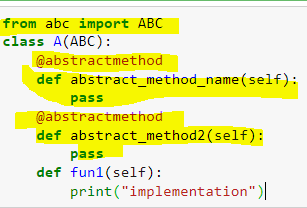 from abc import ABC
class A(ABC):
    @abstractmethod
    def abstract_method_name(self):
        pass
    @abstractmethod
    def abstract_method2(self):
        pass
    def fun1(self):
        print("implementation")